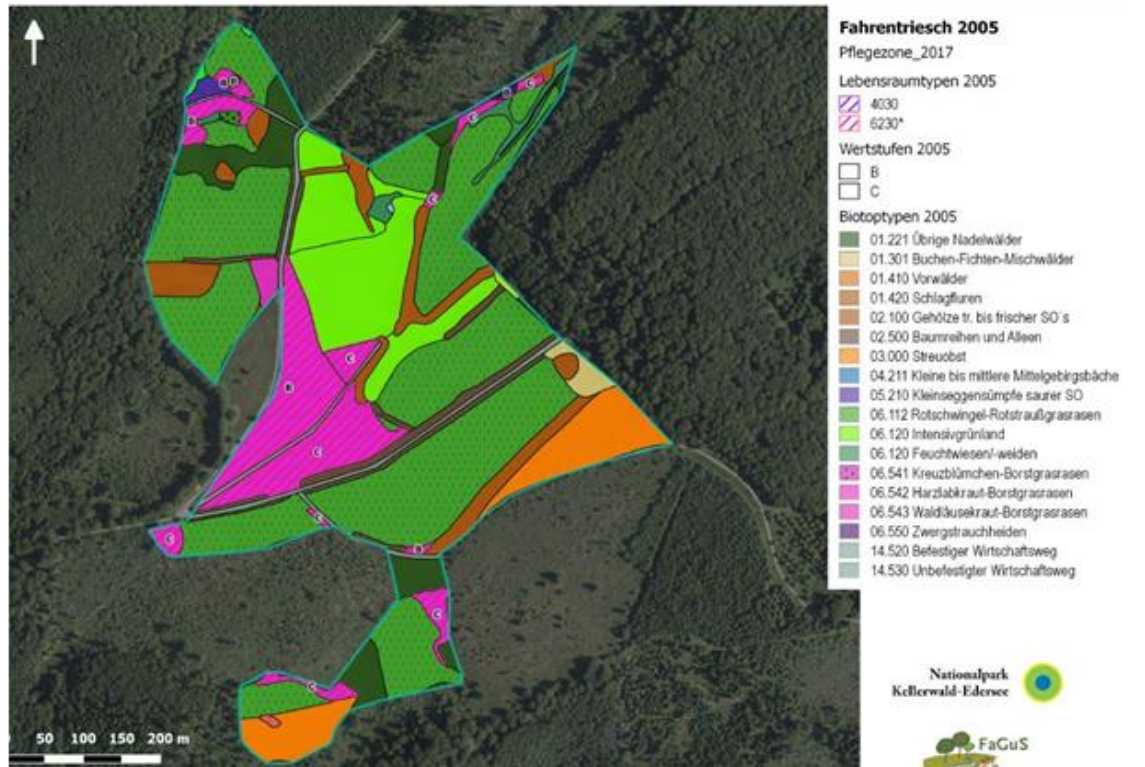 Fahrentriesch 2005
Pflegezone_2017
Lebensraumtypen 2005
4030
6230*
Wertstufen 2005
B
C
Biotoptypen 2005
01.221 Übrige Nadelwälder
01.301 Buchen-Fichten-Mischwälder
01.410 Vorwälder
01.420 Schlagfluren
02.100 Gehölze tr. bis frischer SO`s
02.500 Baumreihen und Alleen
03.000 Streuobst
04.211 Kleine bis mittlere Mittelgebirgsbäche
05.210 Kleinseggensümpfe saurer SO
06.112 Rotschwingel-Rotstraußgrasrasen
06.120 Intensivgrünland
06.120 Feuchtwiesen/-weiden
06.541 Kreuzblümchen-Borstgrasrasen
06.542 Harzlabkraut-Borstgrasrasen
06.543 Waldläusekraut-Borstgrasrasen
06.550 Zwergstrauchheiden
14.520 Befestiger Wirtschaftsweg
14.530 Unbefestigter Wirtschaftsweg
C
C
C
C
B
C
C
C
B
C
C
50 100 150 200 m
Nationalpark
Kellerwald-Edersee
FaGuS